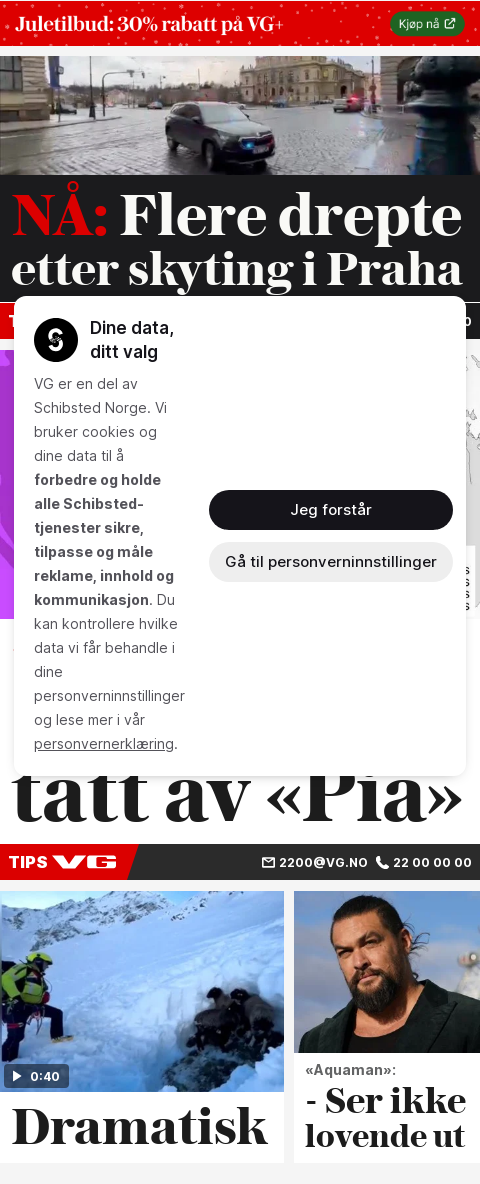 Juletilbud: 30% rabatt på VG+
Kjøp nå
NÅ: Flere drepte
etter skyting i Praha
Dine data,
ditt valg
VG er en del av
Schibsted Norge. Vi
bruker cookies og
dine data til å
forbedre og holde
alle Schibsted-
tjenester sikre,
tilpasse og måle
reklame, innhold og
kommunikasjon. Du
kan kontrollere hvilke
data vi får behandle i
dine
personverninnstillinger
og lese mer i vår
personvernerklæring.
Jeg forstår
Gå til personverninnstillinger
tatt av «Pia»
TIPS VG
2200@VG.NO 22 00 00 00
0:40
Dramatisk
«Aquaman»:
- Ser ikke
lovende ut